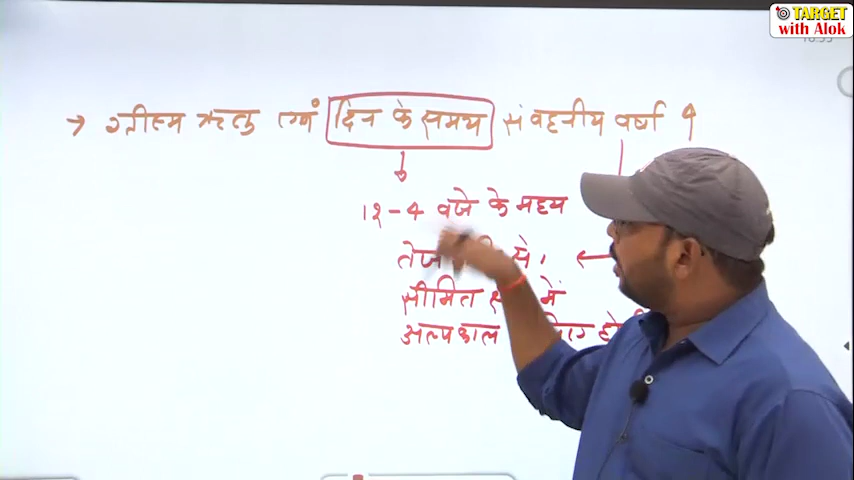 TARGET
with Alok
→ ग्रीष्म ऋतु एवं दिन के समय संवहनीय वर्षा ?
12-4 बजे के मध्य
से,
सीमित में
अल्पकाल